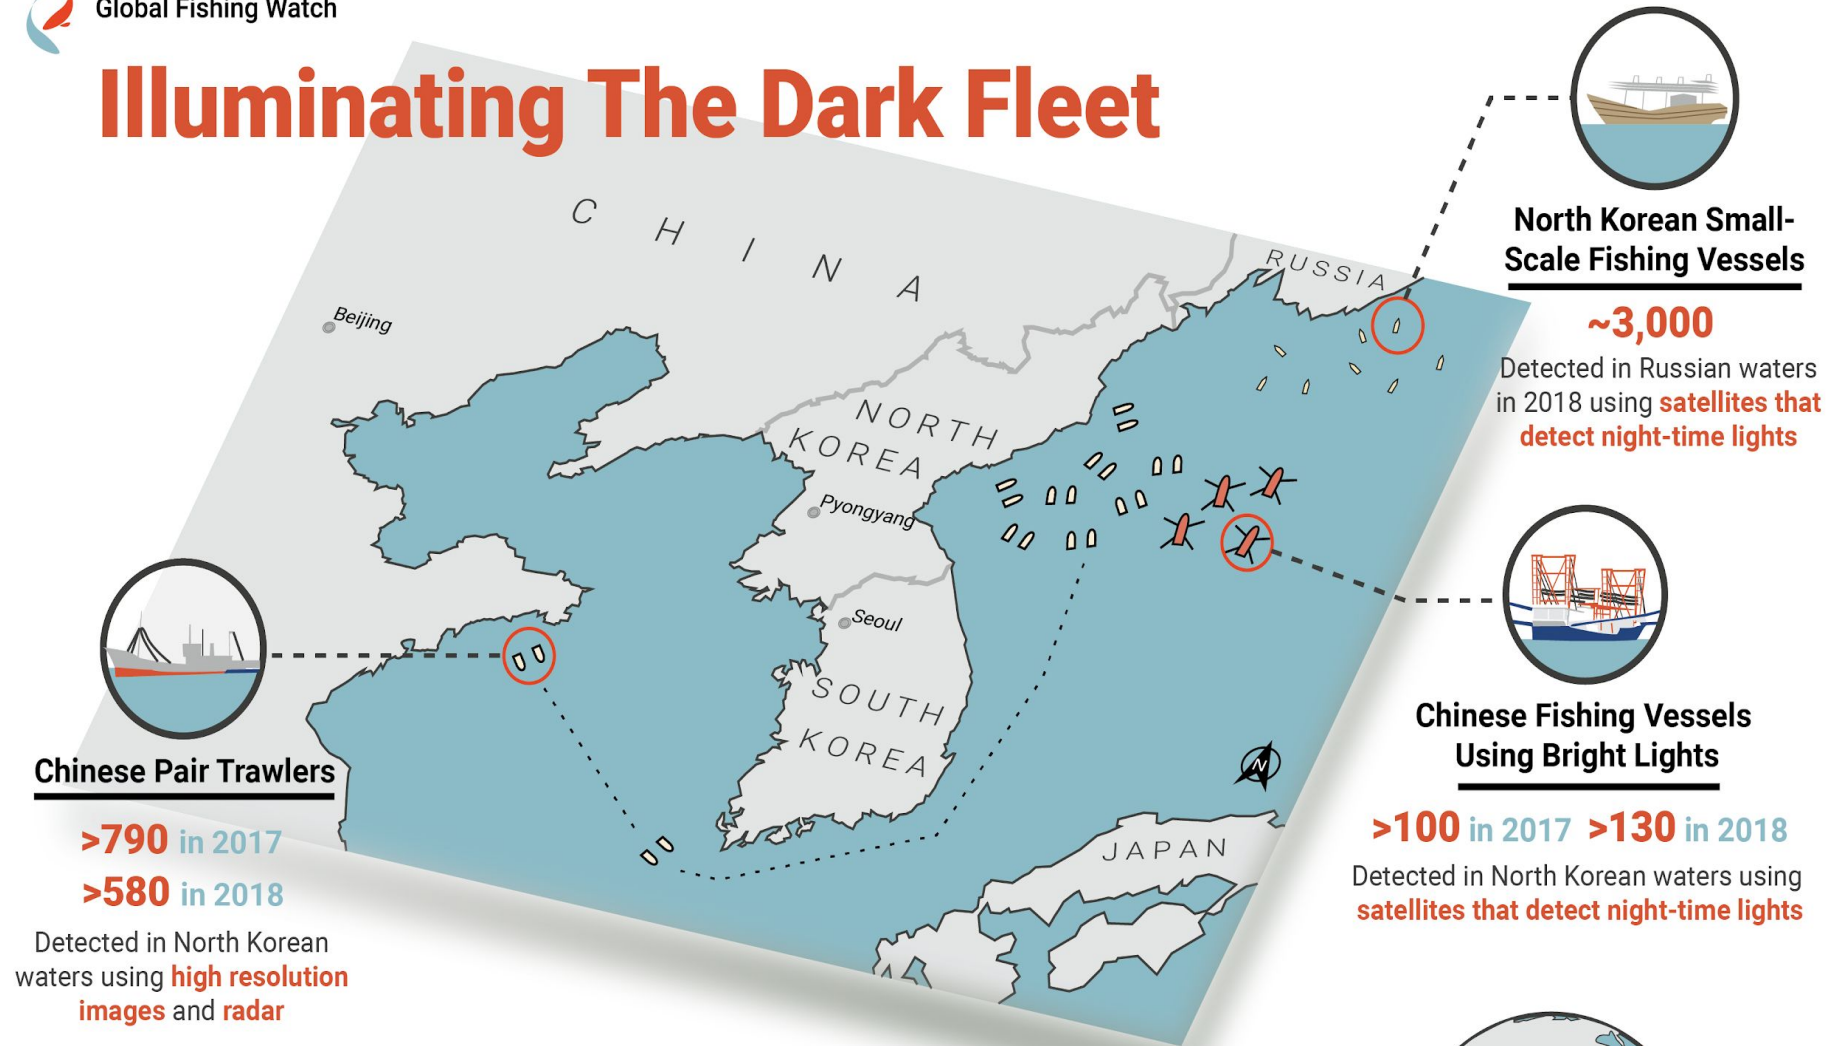 Global Fishing Watch
Illuminating The Dark Fleet
CHINA
RUSSIA
Beijing
NORTH
KOREA
Pyongyang
Seoul
SOUTH
KOREA
JAPAN
N
North Korean Small-
Scale Fishing Vessels
~3,000
Detected in Russian waters
in 2018 using satellites that
detect night-time lights
Chinese Fishing Vessels
Using Bright Lights
>100 in 2017 >130 in 2018
Detected in North Korean waters using
satellites that detect night-time lights
Chinese Pair Trawlers
>790 in 2017
>580 in 2018
Detected in North Korean
waters using high resolution
images and radar